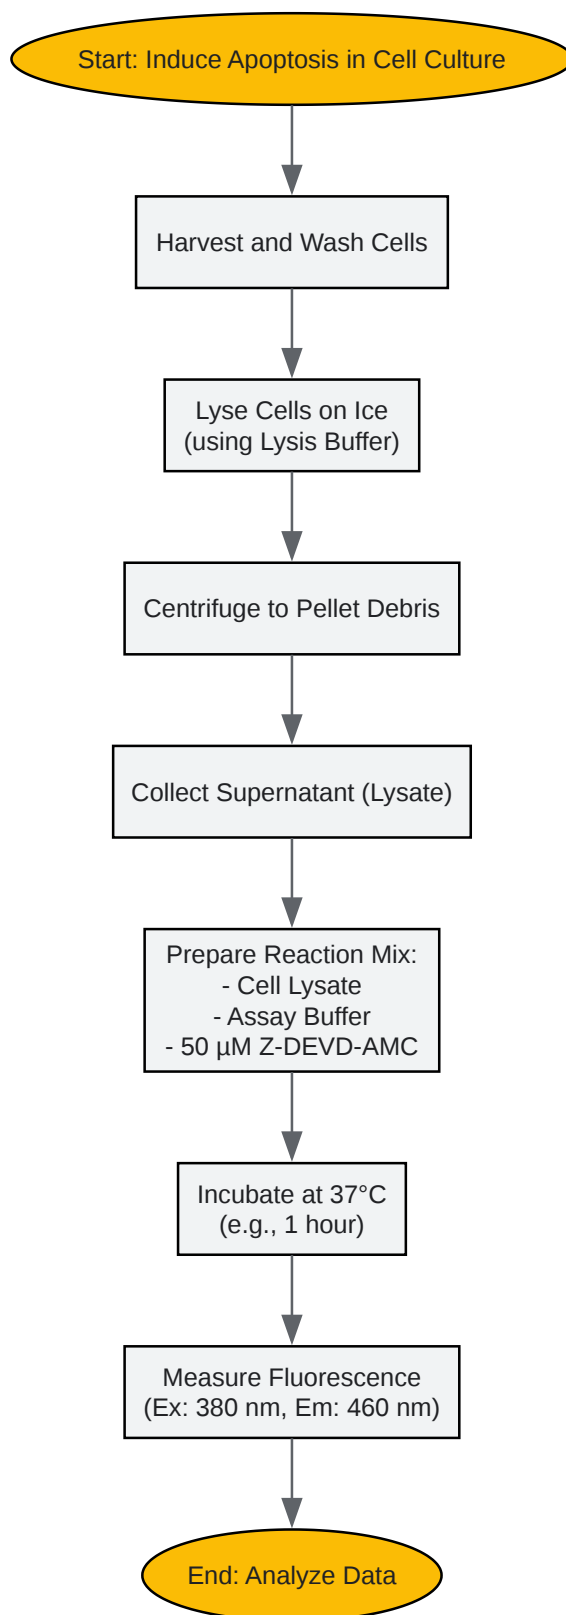 Start: Induce Apoptosis in Cell Culture
Harvest and Wash Cells
Lyse Cells on Ice
(using Lysis Buffer)
Centrifuge to Pellet Debris
Collect Supernatant (Lysate)
Prepare Reaction Mix:
- Cell Lysate
- Assay Buffer
- 50 µM Z-DEVD-AMC
Incubate at 37°C
(e.g., 1 hour)
Measure Fluorescence
(Ex: 380 nm, Em: 460 nm)
End: Analyze Data